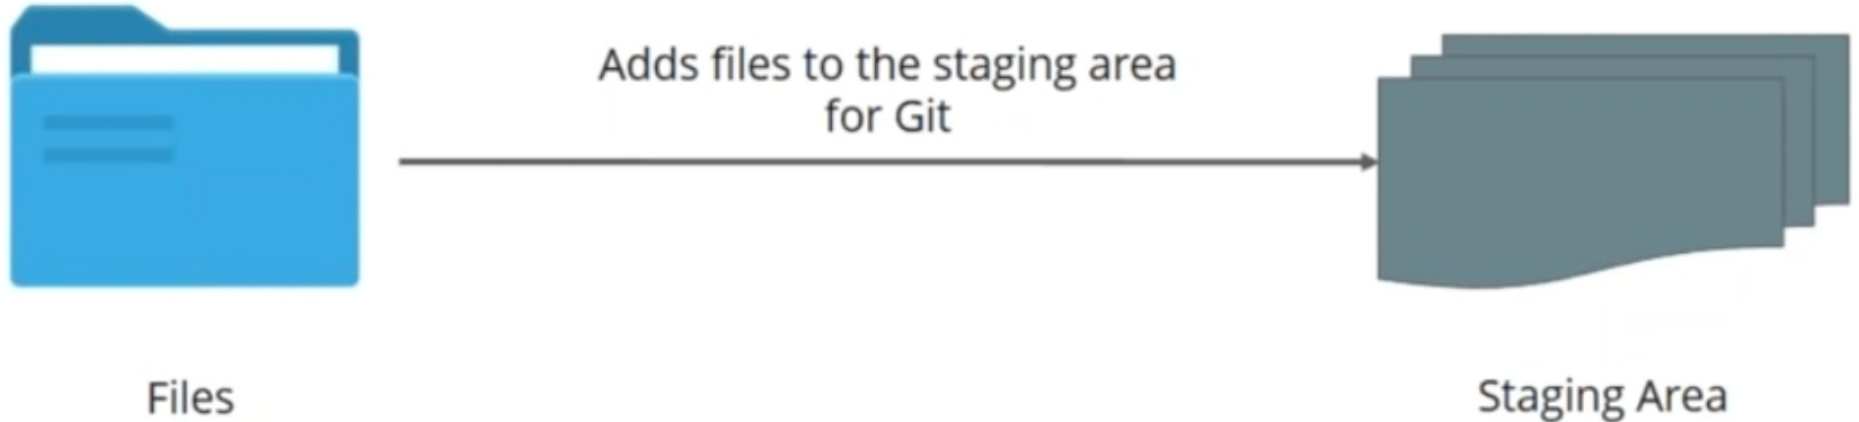 Adds files to the staging area
for Git
Files
Staging Area